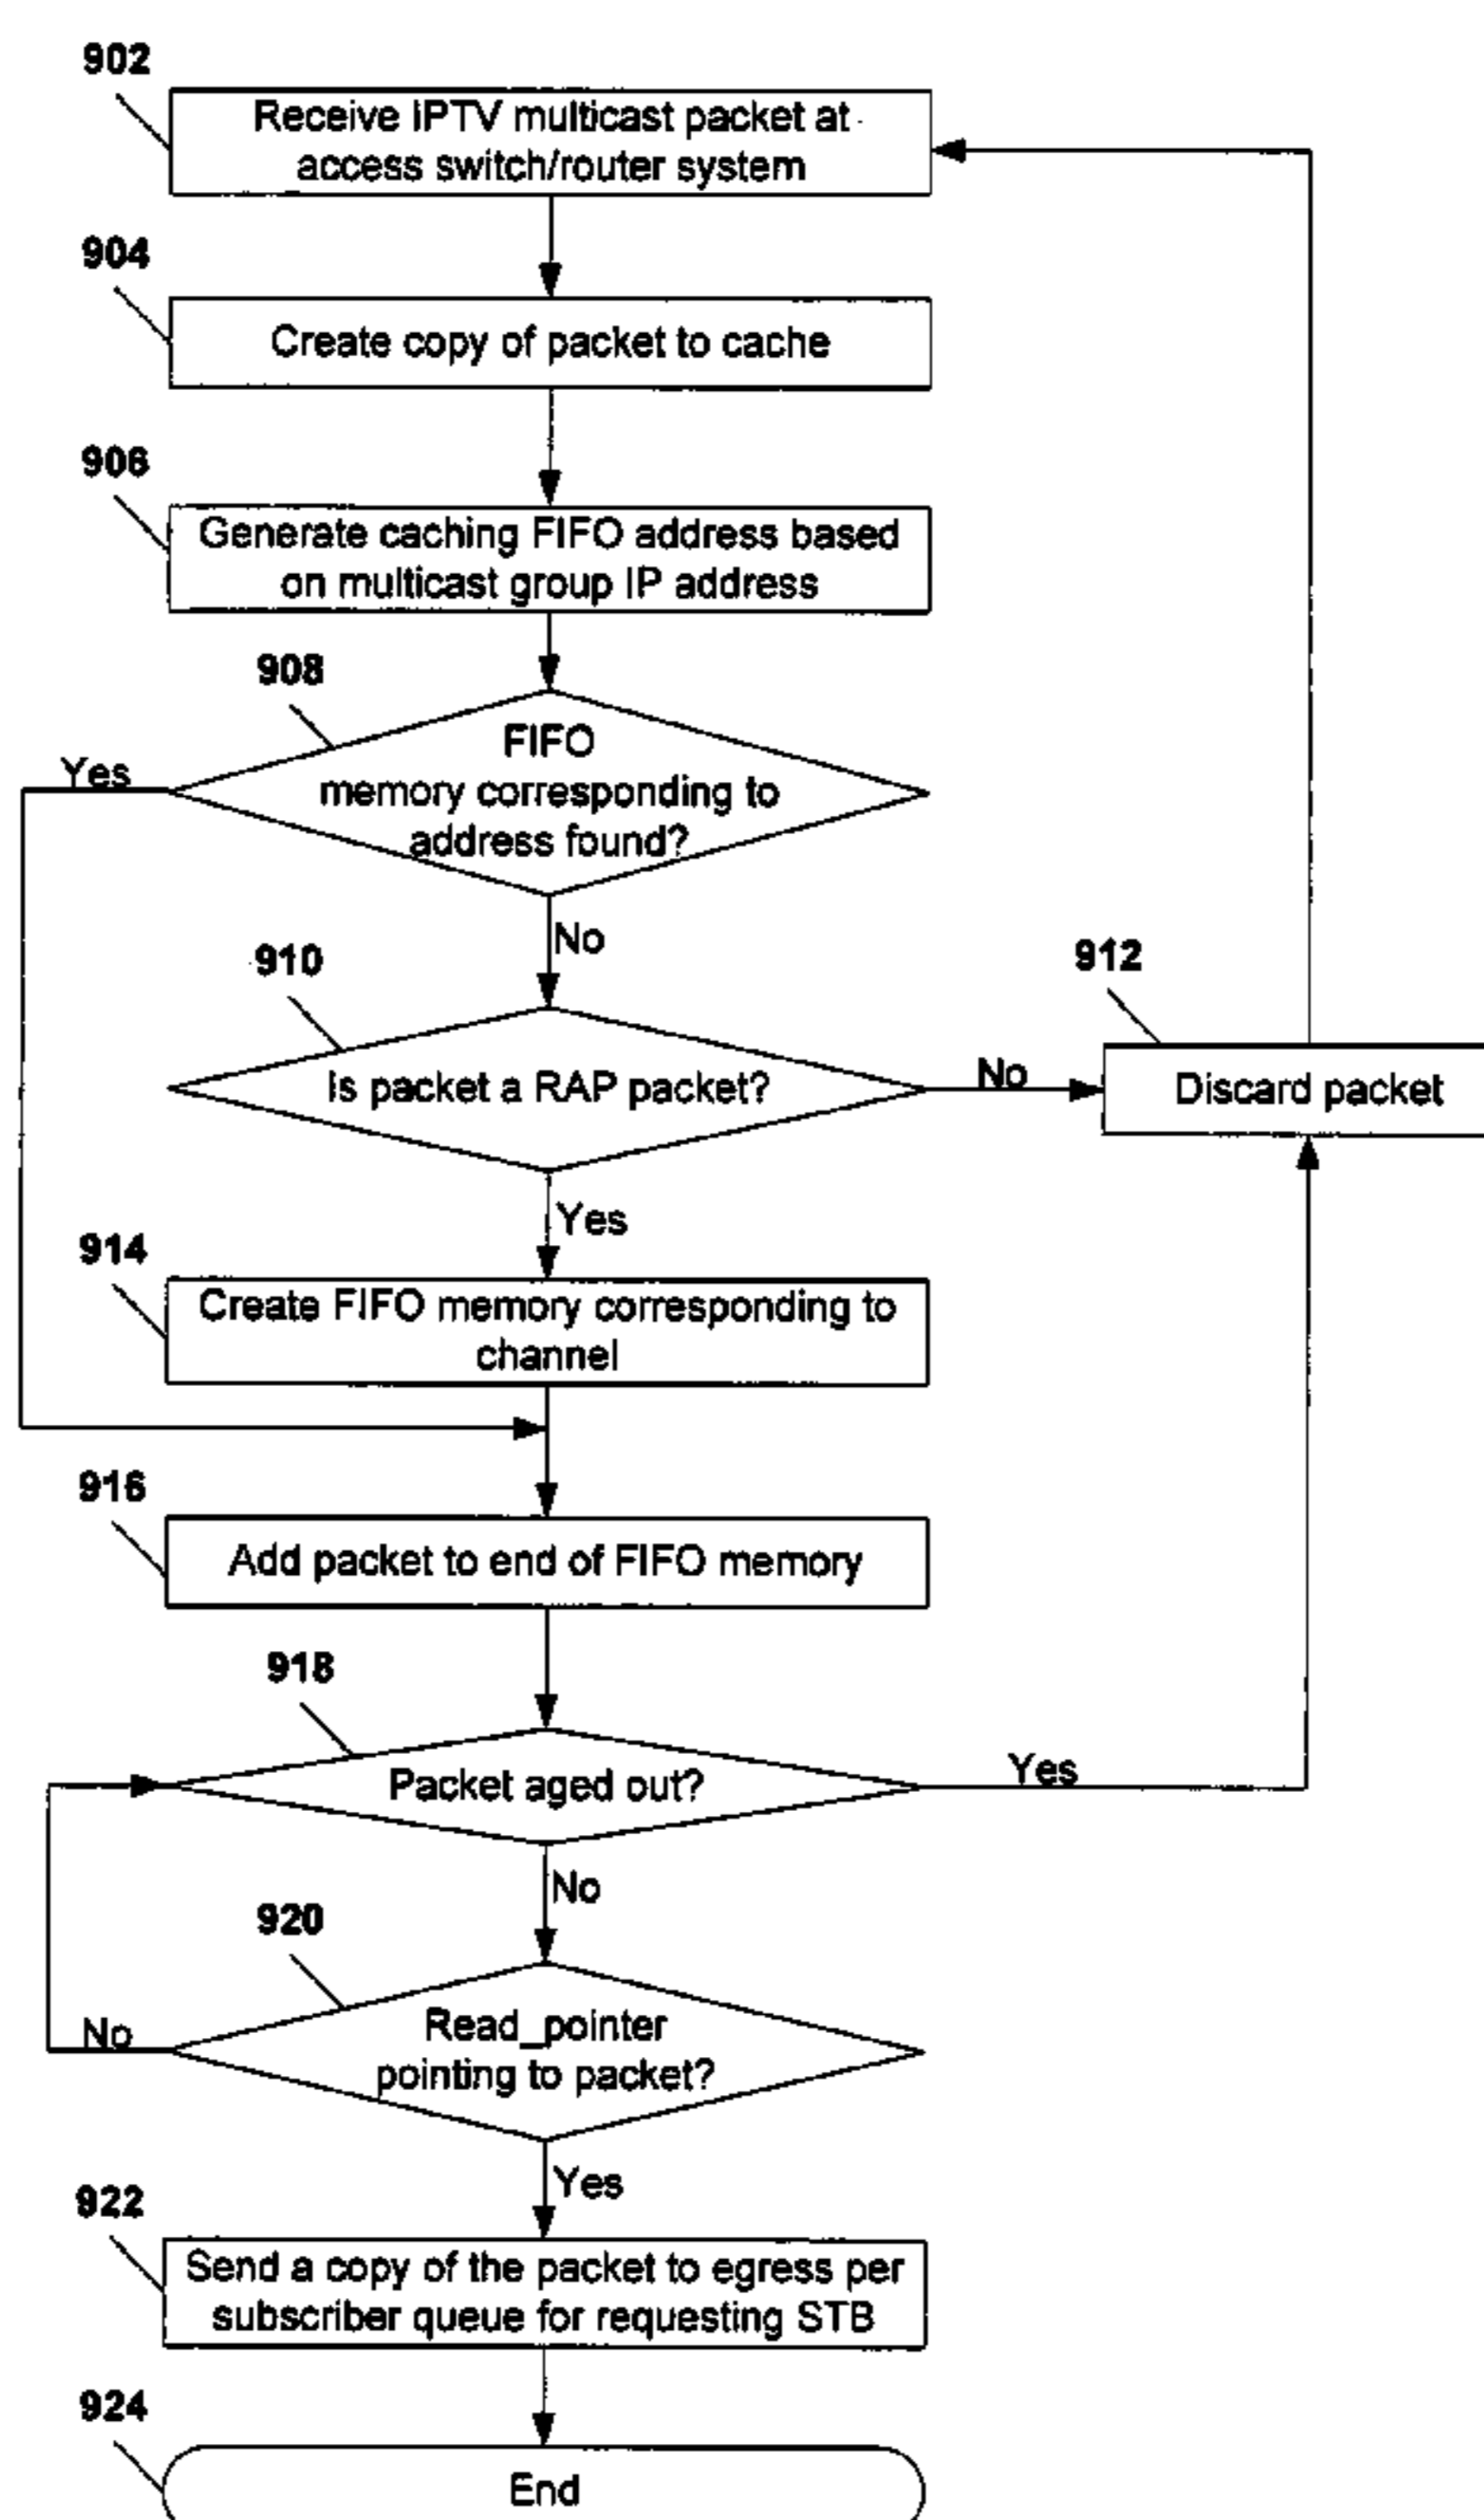 902
Receive IPTV multicast packet at
access switch/router system
904
Create copy of packet to cache
906
Generate caching FIFO address based
on multicast group IP address
908
FIFO
memory corresponding to
address found?
Yes
No
910
Is packet a RAP packet?
No
912
Discard packet
Yes
914
Create FIFO memory corresponding to
channel
916
Add packet to end of FIFO memory
918
Packet aged out?
Yes
No
920
Read_pointer
pointing to packet?
No
Yes
922
Send a copy of the packet to egress per
subscriber queue for requesting STB
924
End